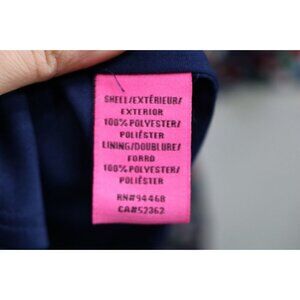 SHELL/EXTÉRIEUR/
EXTERIOR
100% POLYESTER/
POLIÉSTER
LINING/DOUBLURE/
FORRO
100% POLYESTER/
POLIÉSTER
RN#94468
CA#52362